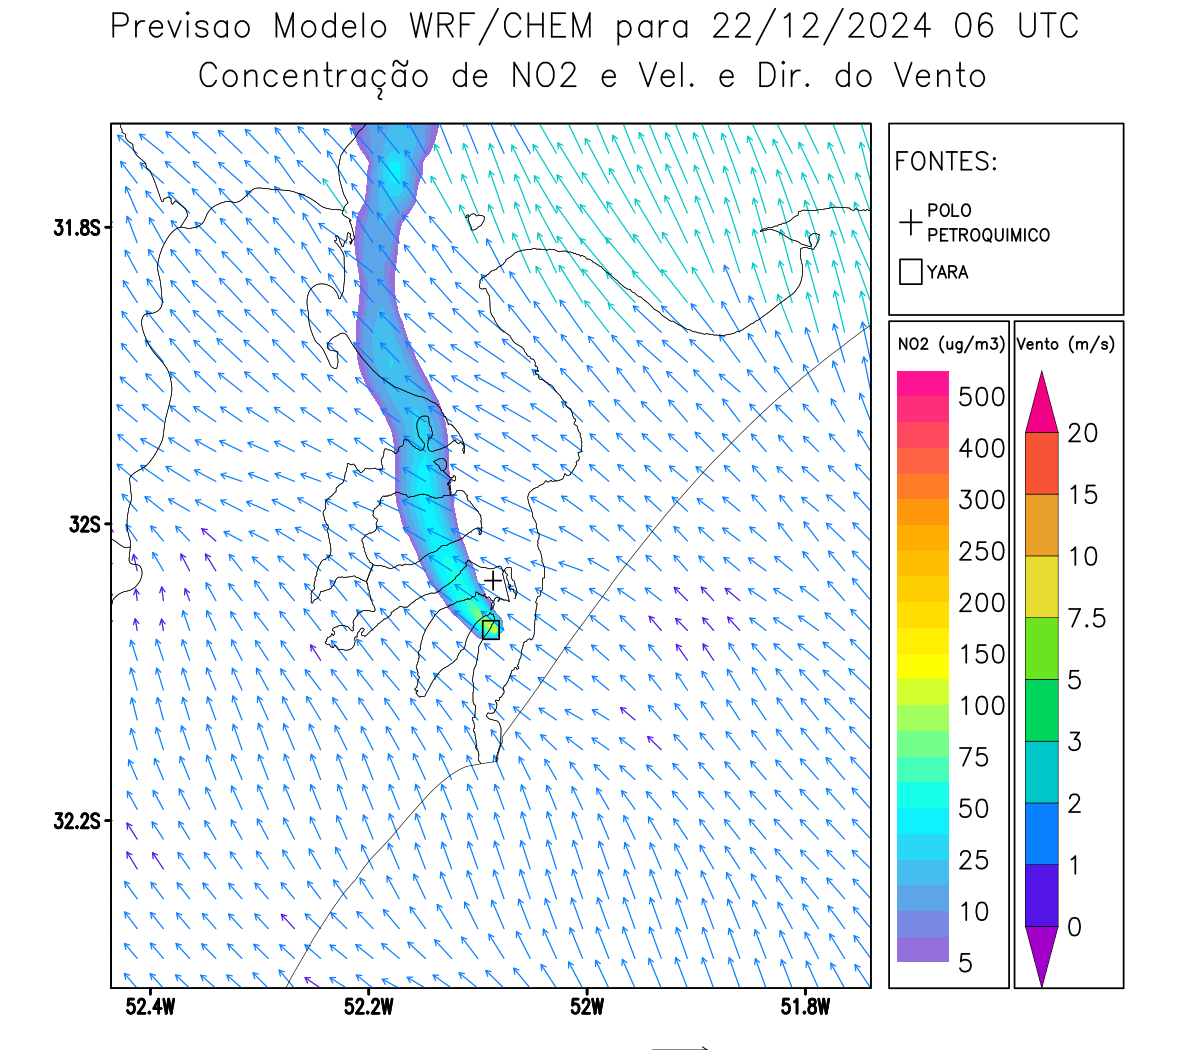 Previsao Modelo WRF/CHEM para 22/12/2024 06 UTC
Concentração de NO2 e Vel. e Dir. do Vento
FONTES:
POLO
PETROQUIMICO
YARA
NO2 (ug/m3)
500
400
300
250
200
150
100
75
50
25
10
5
Vento (m/s)
20
15
10
7.5
5
3
2
1
0
31.8S
32S
32.2S
52.4W
52.2W
52W
51.8W